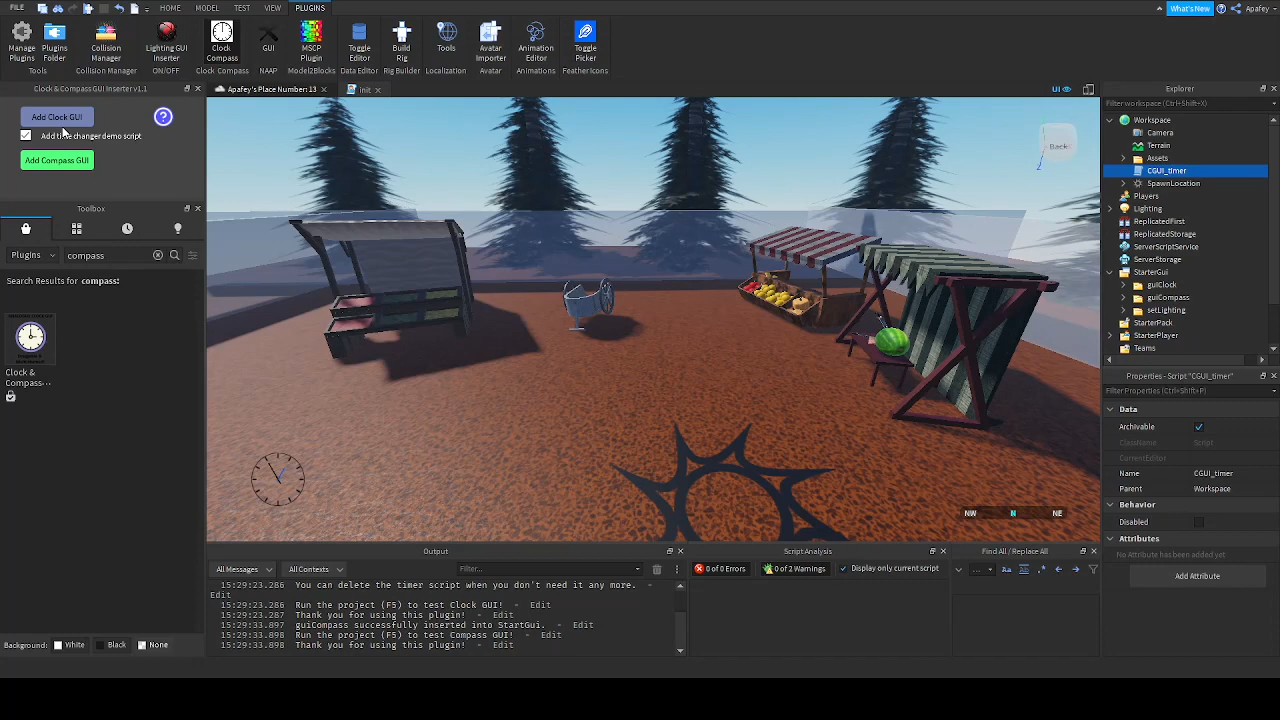 FILE HOME MODEL TEST VIEW PLUGINS What's New Apafey
Manage Plugins
Plugins Folder
Tools
Collision Manager
Collision Manager
Lighting GUI Inserter
ON/OFF
Clock Compass
Clock Compass
GUI
NAAP
MSCP Plugin
Model2Blocks
Toggle Editor
Data Editor
Build Rig
Rig Builder
Tools
Localization
Avatar Importer
Avatar
Animation Editor
Animations
Toggle Picker
FeatherIcons
Clock & Compass GUI Inserter v1.1
Add Clock GUI
Add time changer demo script
Add Compass GUI
Toolbox
Plugins compass
Search Results for compass:
Clock &
Compass...
Background: White Black None
Apafey's Place Number: 13 init UI
Back
NW N NE
Output
All Messages All Contexts Filter...
15:29:23.286 You can delete the timer script when you don't need it any more. -
Edit
15:29:23.286 Run the project (F5) to test Clock GUI! - Edit
15:29:23.287 Thank you for using this plugin! - Edit
15:29:33.897 guiCompass successfully inserted into StartGui. - Edit
15:29:33.898 Run the project (F5) to test Compass GUI! - Edit
15:29:33.898 Thank you for using this plugin! - Edit
Script Analysis
0 of 0 Errors 0 of 2 Warnings Display only current script
Find All / Replace All
... Aa
Explorer
Filter workspace (Ctrl+Shift+X)
Workspace
Camera
Terrain
Assets
CGUI_timer
SpawnLocation
Players
Lighting
ReplicatedFirst
ReplicatedStorage
ServerScriptService
ServerStorage
StarterGui
guiClock
guiCompass
setLighting
StarterPack
StarterPlayer
Teams
Properties - Script "CGUI_timer"
Filter Properties (Ctrl+Shift+P)
Data
Archivable
ClassName Script
CurrentEditor
Name CGUI_timer
Parent Workspace
Behavior
Disabled
Attributes
No Attribute has been added yet
Add Attribute